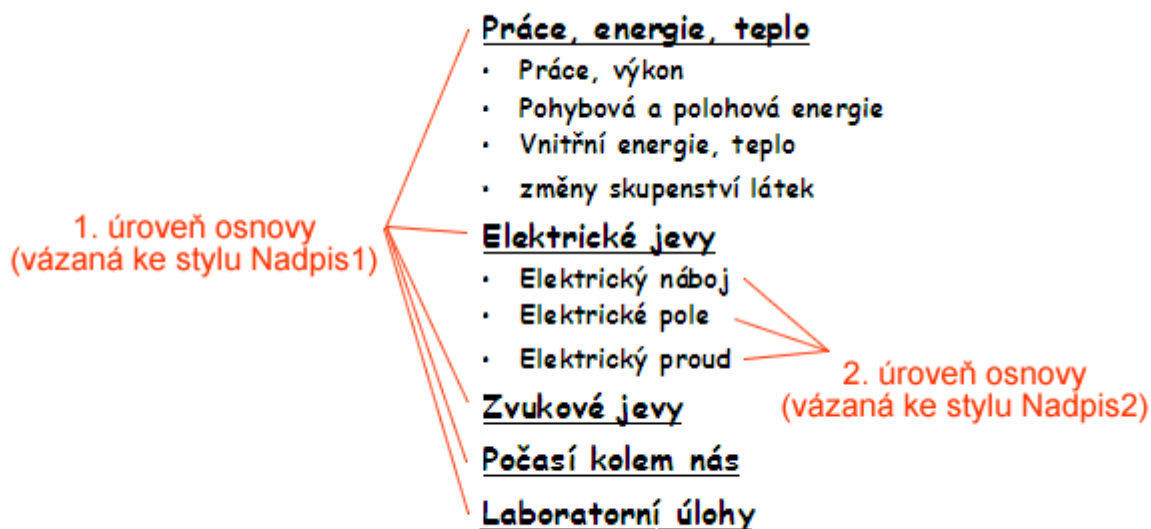 Práce, energie, teplo
• Práce, výkon
• Pohybová a polohová energie
• Vnitřní energie, teplo
• změny skupenství látek
1. úroveň osnovy
(vázaná ke stylu Nadpis1)
Elektrické jevy
• Elektrický náboj
• Elektrické pole
• Elektrický proud
2. úroveň osnovy
(vázaná ke stylu Nadpis2)
Zvukové jevy
Počasí kolem nás
Laboratorní úlohy